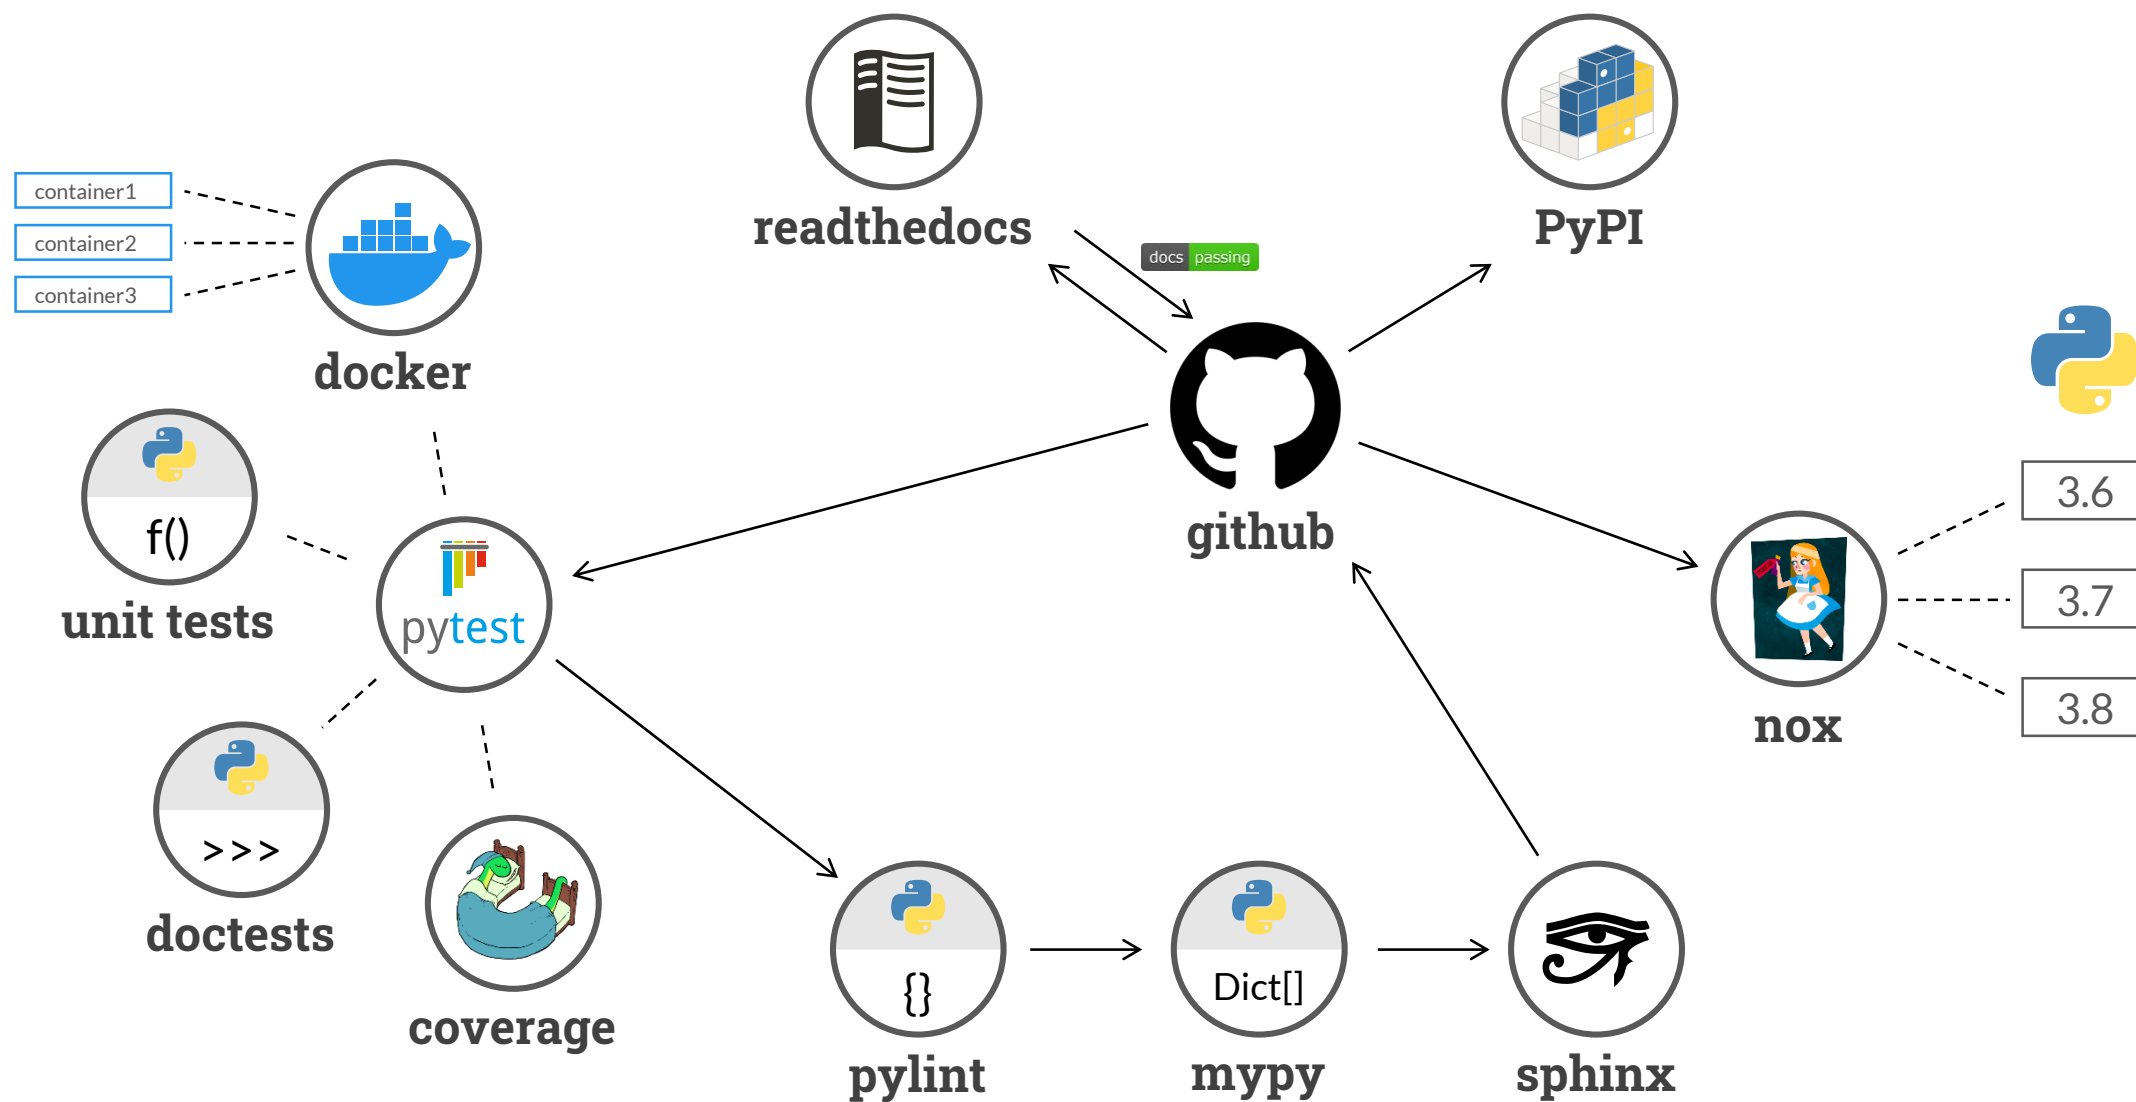 readthedocs
PyPI
container1
container2
container3
docker
docs passing
github
f()
unit tests
pytest
3.6
3.7
3.8
nox
>>>
doctests
coverage
{}
pylint
Dict[]
mypy
sphinx